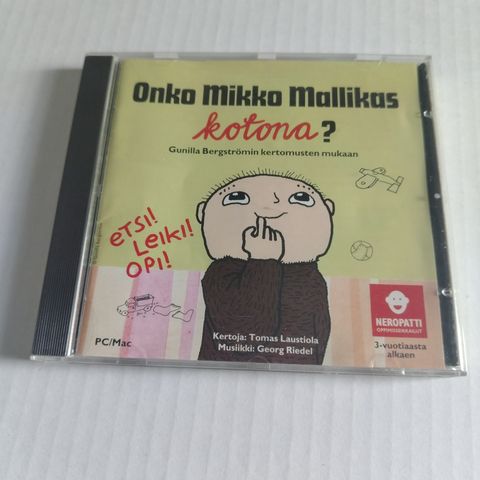 Onko Mikko Mallikas
kotona?
Gunilla Bergströmin kertomusten mukaan
eTSi!
LeiKi!
OPi!
Kertoja: Tomas Laustiola
Musiikki: Georg Riedel
PC/Mac
NEROPATTI
OPPIMISSEIKKAILUT
3-vuotiaasta
alkaen